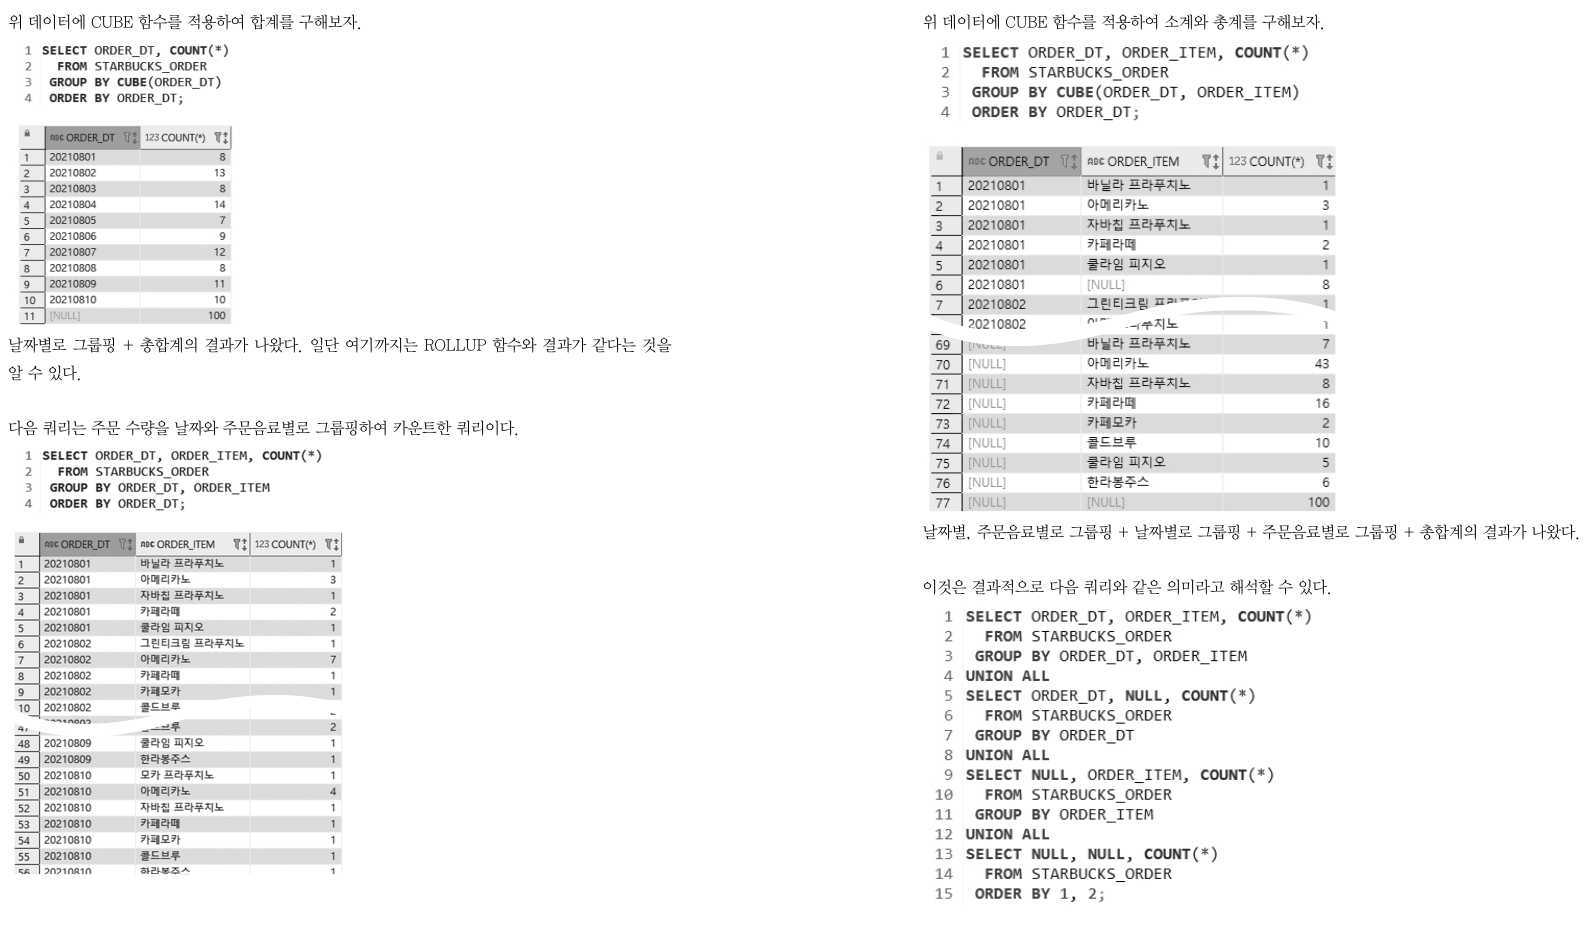 위 데이터에 CUBE 함수를 적용하여 합계를 구해보자.
1 SELECT ORDER_DT, COUNT(*)
2 FROM STARBUCKS_ORDER
3 GROUP BY CUBE(ORDER_DT)
4 ORDER BY ORDER_DT;
ABC ORDER_DT 123 COUNT(*)
1 20210801 8
2 20210802 13
3 20210803 8
4 20210804 14
5 20210805 7
6 20210806 9
7 20210807 12
8 20210808 8
9 20210809 11
10 20210810 10
11 [NULL] 100
날짜별로 그룹핑 + 총합계의 결과가 나왔다. 일단 여기까지는 ROLLUP 함수와 결과가 같다는 것을
알 수 있다.
다음 쿼리는 주문 수량을 날짜와 주문음료별로 그룹핑하여 카운트한 쿼리이다.
1 SELECT ORDER_DT, ORDER_ITEM, COUNT(*)
2 FROM STARBUCKS_ORDER
3 GROUP BY ORDER_DT, ORDER_ITEM
4 ORDER BY ORDER_DT;
ABC ORDER_DT ABC ORDER_ITEM 123 COUNT(*)
1 20210801 바닐라 프라푸치노 1
2 20210801 아메리카노 3
3 20210801 자바칩 프라푸치노 1
4 20210801 카페라떼 2
5 20210801 쿨라임 피지오 1
6 20210802 그린티크림 프라푸치노 1
7 20210802 아메리카노 7
8 20210802 카페라떼 1
9 20210802 카페모카 1
10 20210802 콜드브루
47 2
48 20210809 쿨라임 피지오 1
49 20210809 한라봉주스 1
50 20210810 모카 프라푸치노 1
51 20210810 아메리카노 4
52 20210810 자바칩 프라푸치노 1
53 20210810 카페라떼 1
54 20210810 카페모카 1
55 20210810 콜드브루 1
56 20210810 한라봉주스 1
위 데이터에 CUBE 함수를 적용하여 소계와 총계를 구해보자.
1 SELECT ORDER_DT, ORDER_ITEM, COUNT(*)
2 FROM STARBUCKS_ORDER
3 GROUP BY CUBE(ORDER_DT, ORDER_ITEM)
4 ORDER BY ORDER_DT;
ABC ORDER_DT ABC ORDER_ITEM 123 COUNT(*)
1 20210801 바닐라 프라푸치노 1
2 20210801 아메리카노 3
3 20210801 자바칩 프라푸치노 1
4 20210801 카페라떼 2
5 20210801 쿨라임 피지오 1
6 20210801 [NULL] 8
7 20210802 그린티크림 1
20210802 1
69 [NULL] 바닐라 프라푸치노 7
70 [NULL] 아메리카노 43
71 [NULL] 자바칩 프라푸치노 8
72 [NULL] 카페라떼 16
73 [NULL] 카페모카 2
74 [NULL] 콜드브루 10
75 [NULL] 쿨라임 피지오 5
76 [NULL] 한라봉주스 6
77 [NULL] [NULL] 100
날짜별, 주문음료별로 그룹핑 + 날짜별로 그룹핑 + 주문음료별로 그룹핑 + 총합계의 결과가 나왔다.
이것은 결과적으로 다음 쿼리와 같은 의미라고 해석할 수 있다.
1 SELECT ORDER_DT, ORDER_ITEM, COUNT(*)
2 FROM STARBUCKS_ORDER
3 GROUP BY ORDER_DT, ORDER_ITEM
4 UNION ALL
5 SELECT ORDER_DT, NULL, COUNT(*)
6 FROM STARBUCKS_ORDER
7 GROUP BY ORDER_DT
8 UNION ALL
9 SELECT NULL, ORDER_ITEM, COUNT(*)
10 FROM STARBUCKS_ORDER
11 GROUP BY ORDER_ITEM
12 UNION ALL
13 SELECT NULL, NULL, COUNT(*)
14 FROM STARBUCKS_ORDER
15 ORDER BY 1, 2;